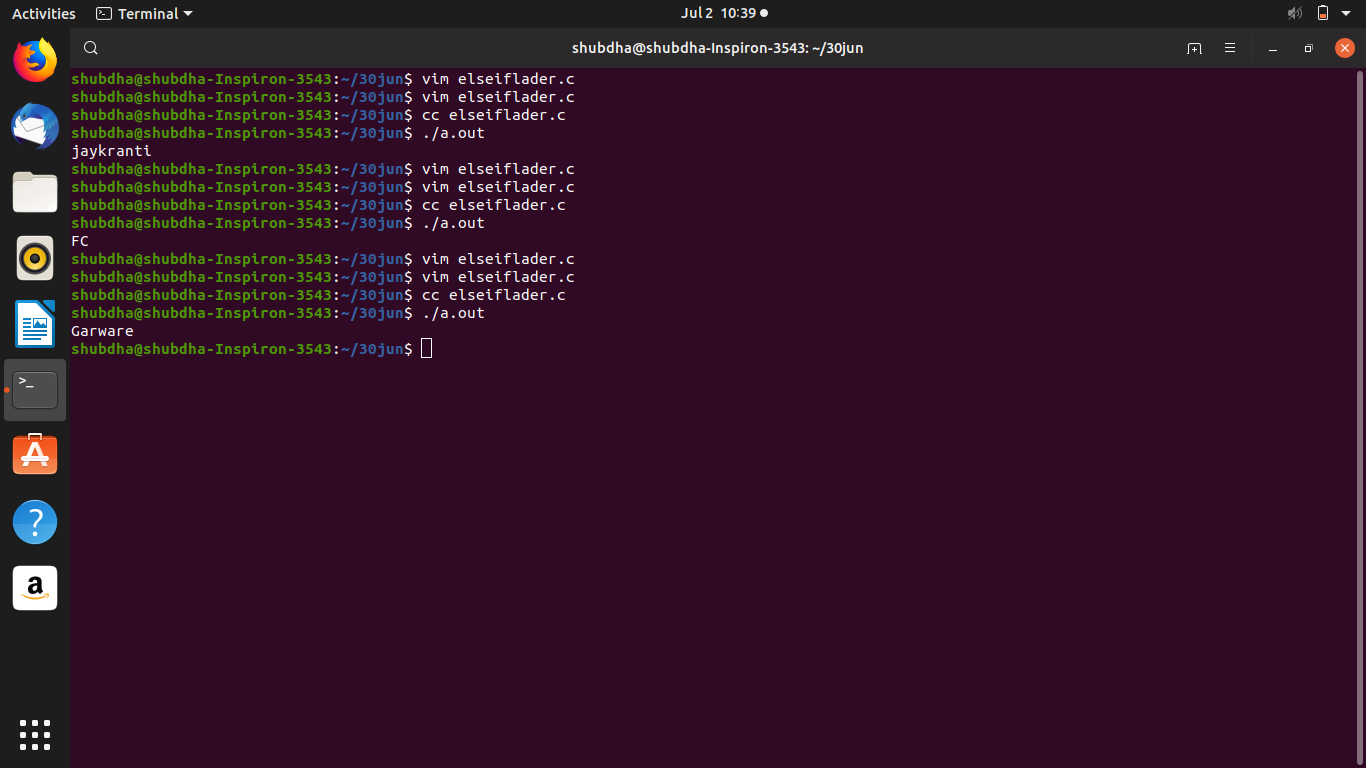 Activities Terminal Jul 2 10:39
shubdha@shubdha-Inspiron-3543: ~/30jun
shubdha@shubdha-Inspiron-3543:~/30jun$ vim elseiflader.c
shubdha@shubdha-Inspiron-3543:~/30jun$ vim elseiflader.c
shubdha@shubdha-Inspiron-3543:~/30jun$ cc elseiflader.c
shubdha@shubdha-Inspiron-3543:~/30jun$ ./a.out
jaykranti
shubdha@shubdha-Inspiron-3543:~/30jun$ vim elseiflader.c
shubdha@shubdha-Inspiron-3543:~/30jun$ vim elseiflader.c
shubdha@shubdha-Inspiron-3543:~/30jun$ cc elseiflader.c
shubdha@shubdha-Inspiron-3543:~/30jun$ ./a.out
FC
shubdha@shubdha-Inspiron-3543:~/30jun$ vim elseiflader.c
shubdha@shubdha-Inspiron-3543:~/30jun$ vim elseiflader.c
shubdha@shubdha-Inspiron-3543:~/30jun$ cc elseiflader.c
shubdha@shubdha-Inspiron-3543:~/30jun$ ./a.out
Garware
shubdha@shubdha-Inspiron-3543:~/30jun$